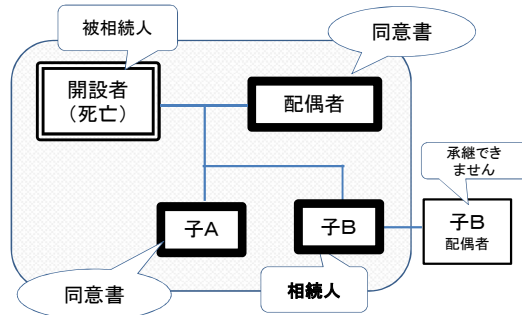 被相続人
同意書
開設者
（死亡）
配偶者
承継でき
ません
子A
子B
子B
配偶者
同意書
相続人